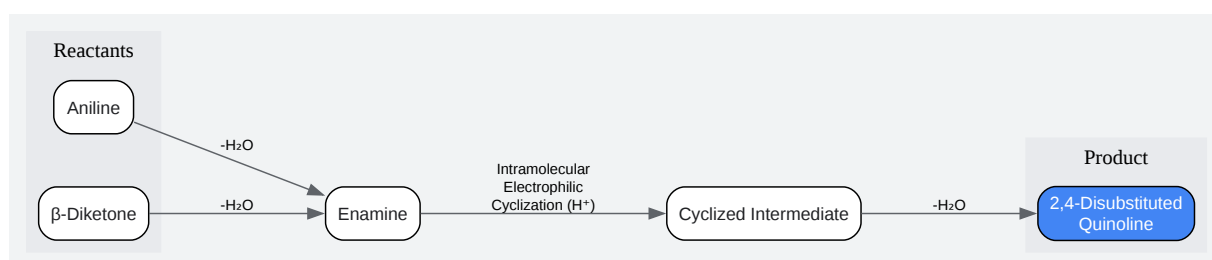 Reactants
Aniline
-H₂O
β-Diketone
-H₂O
Enamine
Intramolecular
Electrophilic
Cyclization (H⁺)
Cyclized Intermediate
-H₂O
Product
2,4-Disubstituted
Quinoline